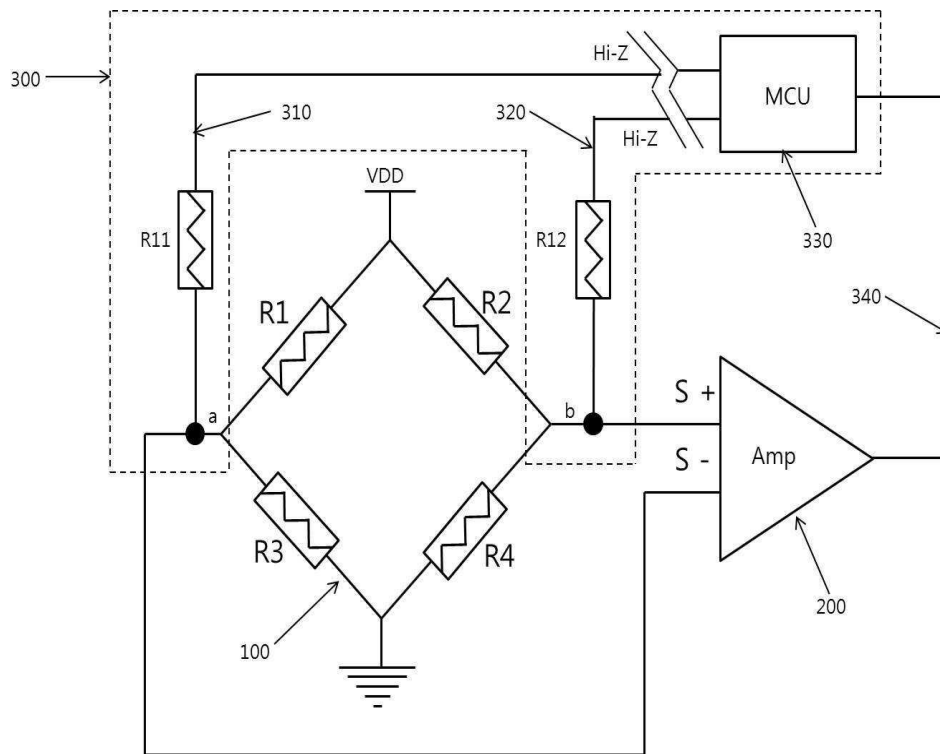 Hi-Z
MCU
300
310
320
Hi-Z
VDD
330
R11
R12
R1
R2
340
a
b
S +
S -
Amp
R3
R4
200
100